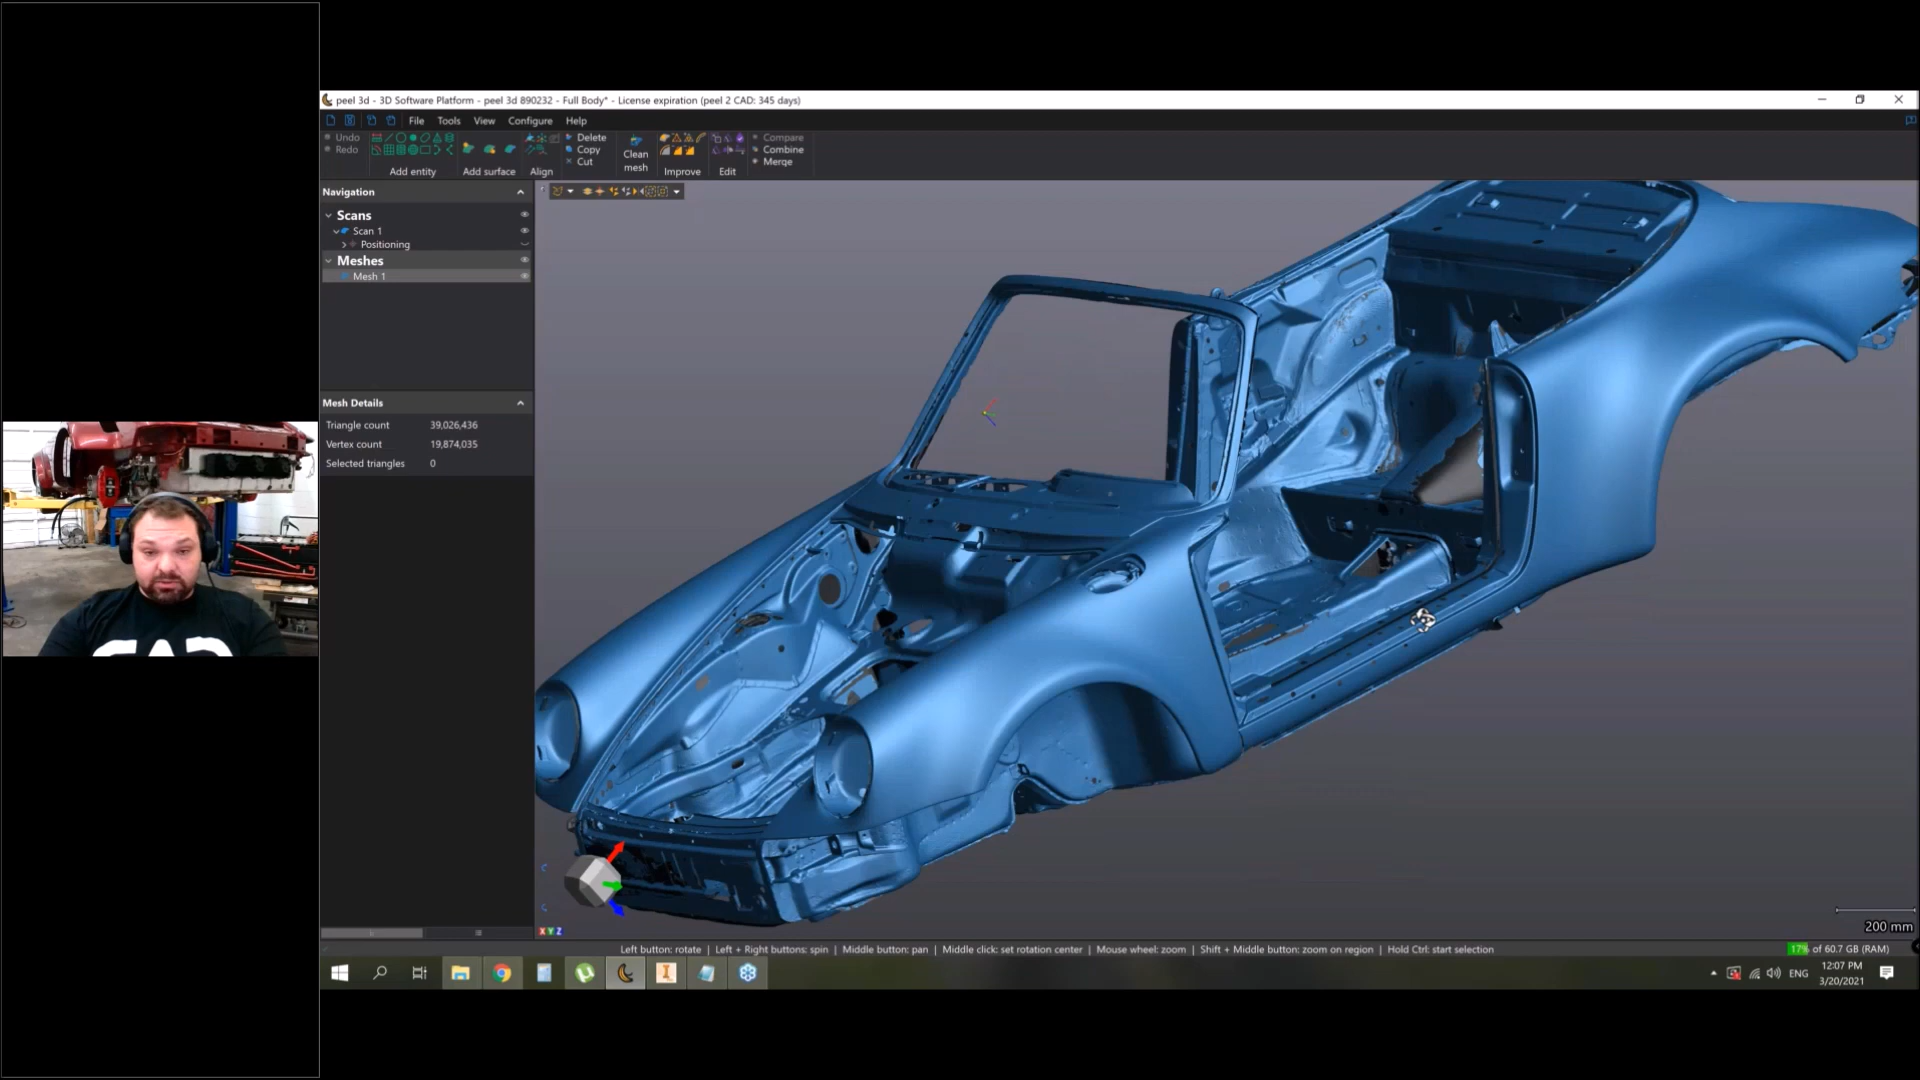 peel 3d - 3D Software Platform - peel 3d 890232 - Full Body* - License expiration (peel 2 CAD: 345 days)
File Tools View Configure Help
Undo
Redo
Add entity
Add surface
Align
Delete
Copy
Cut
Clean
mesh
Improve
Edit
Compare
Combine
Merge
Navigation
Scans
Scan 1
Positioning
Meshes
Mesh 1
Mesh Details
Triangle count 39,026,436
Vertex count 19,874,035
Selected triangles 0
X Y Z
200 mm
Left button: rotate | Left + Right buttons: spin | Middle button: pan | Middle click: set rotation center | Mouse wheel: zoom | Shift + Middle button: zoom on region | Hold Ctrl: start selection
17% of 60.7 GB (RAM)
ENG
12:07 PM
3/20/2021